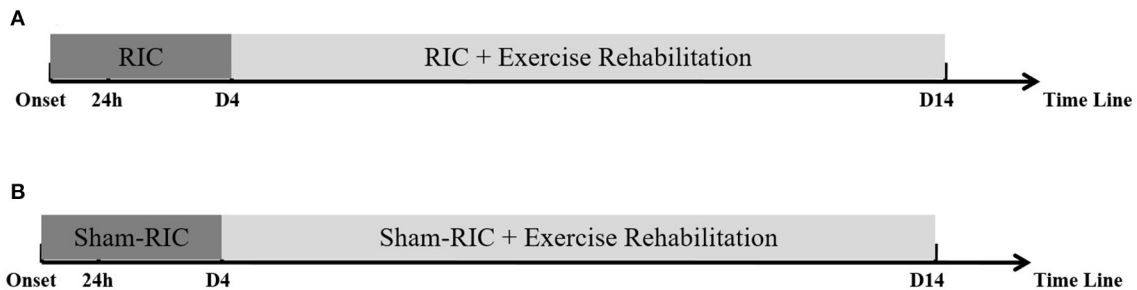 A
RIC
RIC + Exercise Rehabilitation
Onset 24h D4 D14 Time Line
B
Sham-RIC
Sham-RIC + Exercise Rehabilitation
Onset 24h D4 D14 Time Line